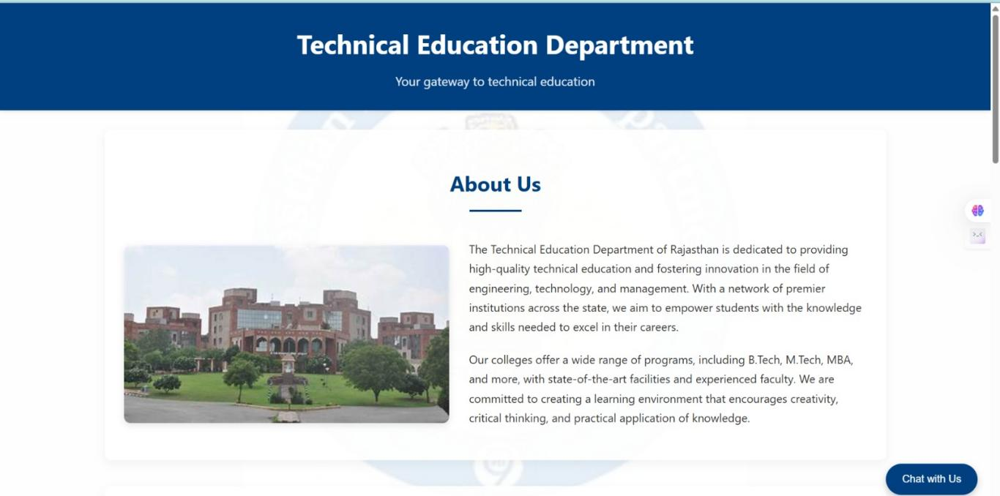 Technical Education Department
Your gateway to technical education
About Us
The Technical Education Department of Rajasthan is dedicated to providing
high-quality technical education and fostering innovation in the field of
engineering, technology, and management. With a network of premier
institutions across the state, we aim to empower students with the knowledge
and skills needed to excel in their careers.
Our colleges offer a wide range of programs, including B.Tech, M.Tech, MBA,
and more, with state-of-the-art facilities and experienced faculty. We are
committed to creating a learning environment that encourages creativity,
critical thinking, and practical application of knowledge.
Chat with Us